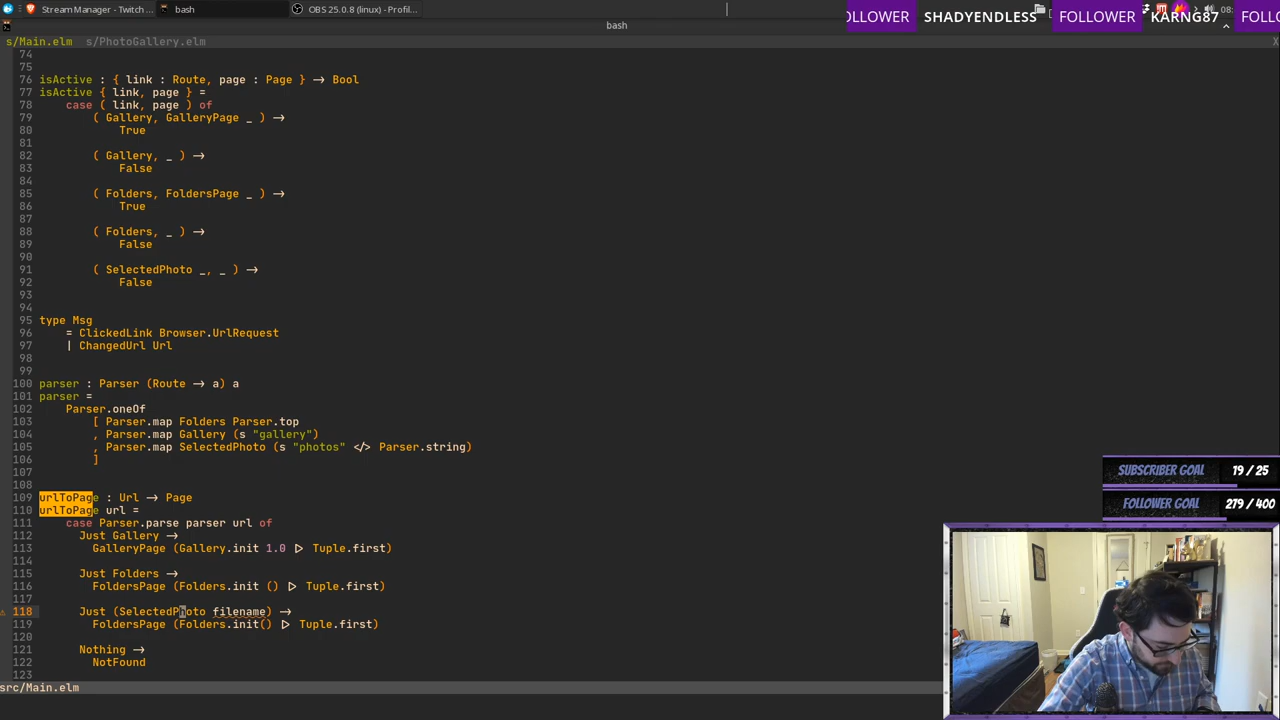 Stream Manager - Twitch ...
bash
OBS 25.0.8 (linux) - Profil...
08:
bash
FOLLOWER SHADYENDLESS FOLLOWER KARNG87 FOLL
s/Main.elm s/PhotoGallery.elm
X
74
75
76 isActive : { link : Route, page : Page } -> Bool
77 isActive { link, page } =
78 case ( link, page ) of
79 ( Gallery, GalleryPage _ ) ->
80 True
81
82 ( Gallery, _ ) ->
83 False
84
85 ( Folders, FoldersPage _ ) ->
86 True
87
88 ( Folders, _ ) ->
89 False
90
91 ( SelectedPhoto _, _ ) ->
92 False
93
94
95 type Msg
96 = ClickedLink Browser.UrlRequest
97 | ChangedUrl Url
98
99
100 parser : Parser (Route -> a) a
101 parser =
102 Parser.oneOf
103 [ Parser.map Folders Parser.top
104 , Parser.map Gallery (s "gallery")
105 , Parser.map SelectedPhoto (s "photos" </> Parser.string)
106 ]
107
108
109 urlToPage : Url -> Page
110 urlToPage url =
111 case Parser.parse parser url of
112 Just Gallery ->
113 GalleryPage (Gallery.init 1.0 |> Tuple.first)
114
115 Just Folders ->
116 FoldersPage (Folders.init () |> Tuple.first)
117
118 Just (SelectedPhoto filename) ->
119 FoldersPage (Folders.init() |> Tuple.first)
120
121 Nothing ->
122 NotFound
123
src/Main.elm
SUBSCRIBER GOAL 19 / 25
FOLLOWER GOAL 279 / 400